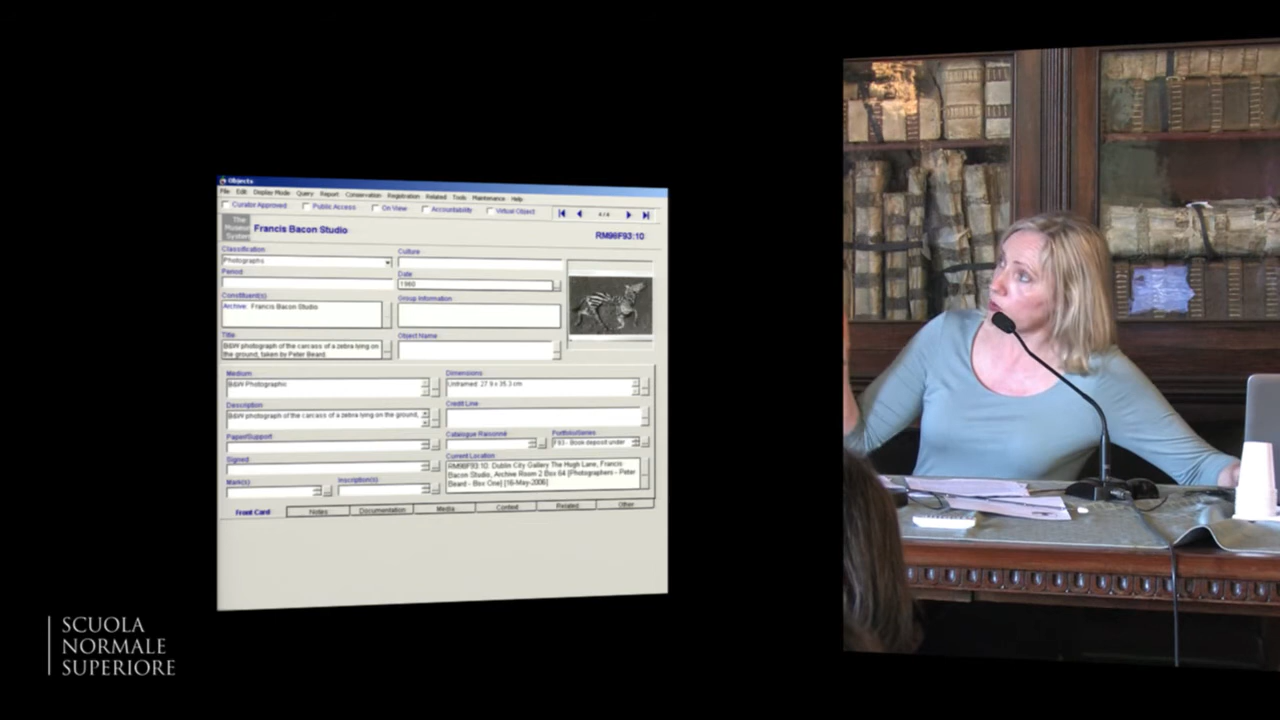 Objects
File Edit Display Mode Query Report Conservation Registration Related Tools Maintenance Help
Curator Approved Public Access On View Accountability Virtual Object 4 / 6
The Museum System
Francis Bacon Studio
RM98F93:10
Classification
Photographs
Culture
Period
Date
1960
Constituent(s)
Archive: Francis Bacon Studio
Group Information
Title
B&W photograph of the carcass of a zebra lying on
the ground, taken by Peter Beard.
Object Name
Medium
B&W Photographic
Dimensions
Unframed 27.9 x 35.3 cm
Description
B&W photograph of the carcass of a zebra lying on the ground,
Credit Line
Paper/Support
Catalogue Raisonné
Portfolio/Series
F93 - Book deposit under
Signed
Current Location
RM98F93:10: Dublin City Gallery The Hugh Lane, Francis
Bacon Studio, Archive Room 2 Box 64 [Photographers - Peter
Beard - Box One] [16-May-2006]
Mark(s)
Inscription(s)
Front Card Notes Documentation Media Context Related Other
SCUOLA
NORMALE
SUPERIORE